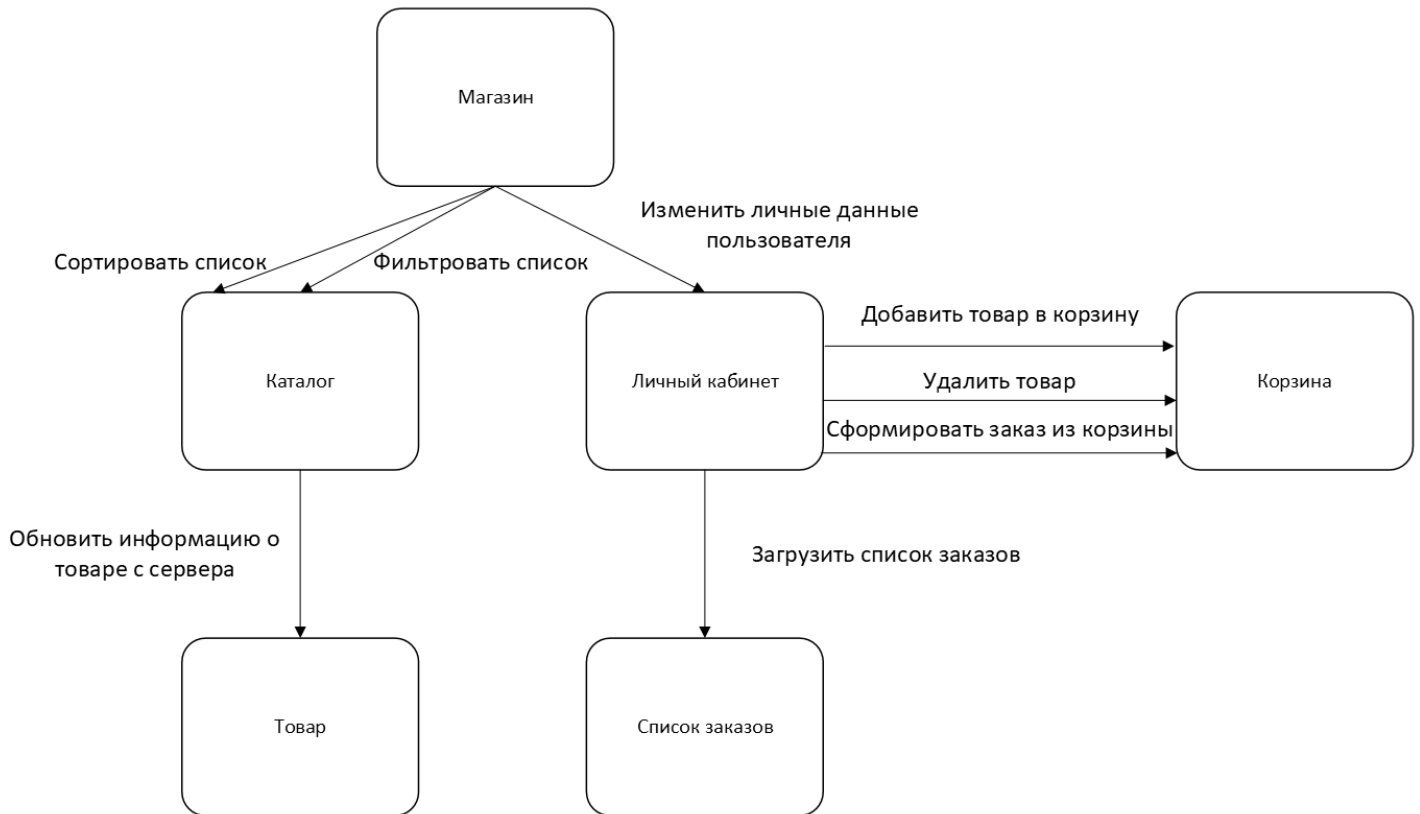 Магазин
Изменить личные данные
пользователя
Сортировать список
Фильтровать список
Каталог
Личный кабинет
Добавить товар в корзину
Удалить товар
Сформировать заказ из корзины
Корзина
Обновить информацию о
товаре с сервера
Загрузить список заказов
Товар
Список заказов